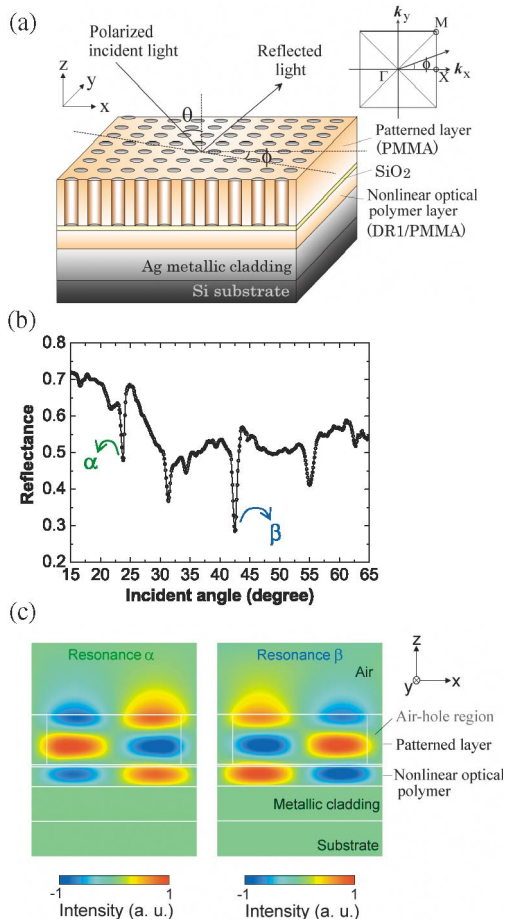 (a)
Polarized
incident light
Reflected
light
z
y
x
θ
ϕ
k_y
M
ϕ
Γ
X
k_x
Patterned layer
(PMMA)
SiO₂
Nonlinear optical
polymer layer
(DR1/PMMA)
Ag metallic cladding
Si substrate
(b)
Reflectance
0.8
0.7
0.6
0.5
0.4
0.3
0.2
α
β
15 20 25 30 35 40 45 50 55 60 65
Incident angle (degree)
(c)
Resonance α
Resonance β
Air
z
y
x
Air-hole region
Patterned layer
Nonlinear optical
polymer
Metallic cladding
Substrate
-1 1
Intensity (a. u.)
-1 1
Intensity (a. u.)